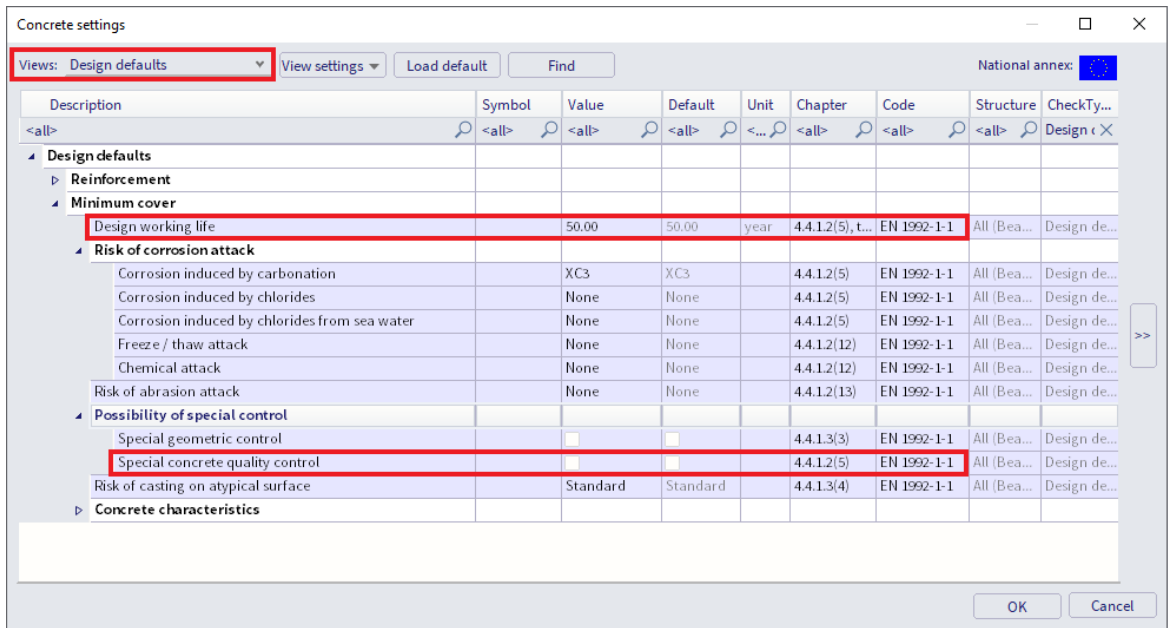 Concrete settings
Views: Design defaults View settings Load default Find National annex:
Description Symbol Value Default Unit Chapter Code Structure CheckTy...
<all> <all> <all> <all> <... <all> <all> <all> Design
Design defaults
Reinforcement
Minimum cover
Design working life 50.00 50.00 year 4.4.1.2(5), t... EN 1992-1-1 All (Bea... Design de...
Risk of corrosion attack
Corrosion induced by carbonation XC3 XC3 4.4.1.2(5) EN 1992-1-1 All (Bea... Design de...
Corrosion induced by chlorides None None 4.4.1.2(5) EN 1992-1-1 All (Bea... Design de...
Corrosion induced by chlorides from sea water None None 4.4.1.2(5) EN 1992-1-1 All (Bea... Design de...
Freeze / thaw attack None None 4.4.1.2(12) EN 1992-1-1 All (Bea... Design de...
Chemical attack None None 4.4.1.2(12) EN 1992-1-1 All (Bea... Design de...
Risk of abrasion attack None None 4.4.1.2(13) EN 1992-1-1 All (Bea... Design de...
Possibility of special control
Special geometric control 4.4.1.3(3) EN 1992-1-1 All (Bea... Design de...
Special concrete quality control 4.4.1.2(5) EN 1992-1-1 All (Bea... Design de...
Risk of casting on atypical surface Standard Standard 4.4.1.3(4) EN 1992-1-1 All (Bea... Design de...
Concrete characteristics
>>
OK Cancel